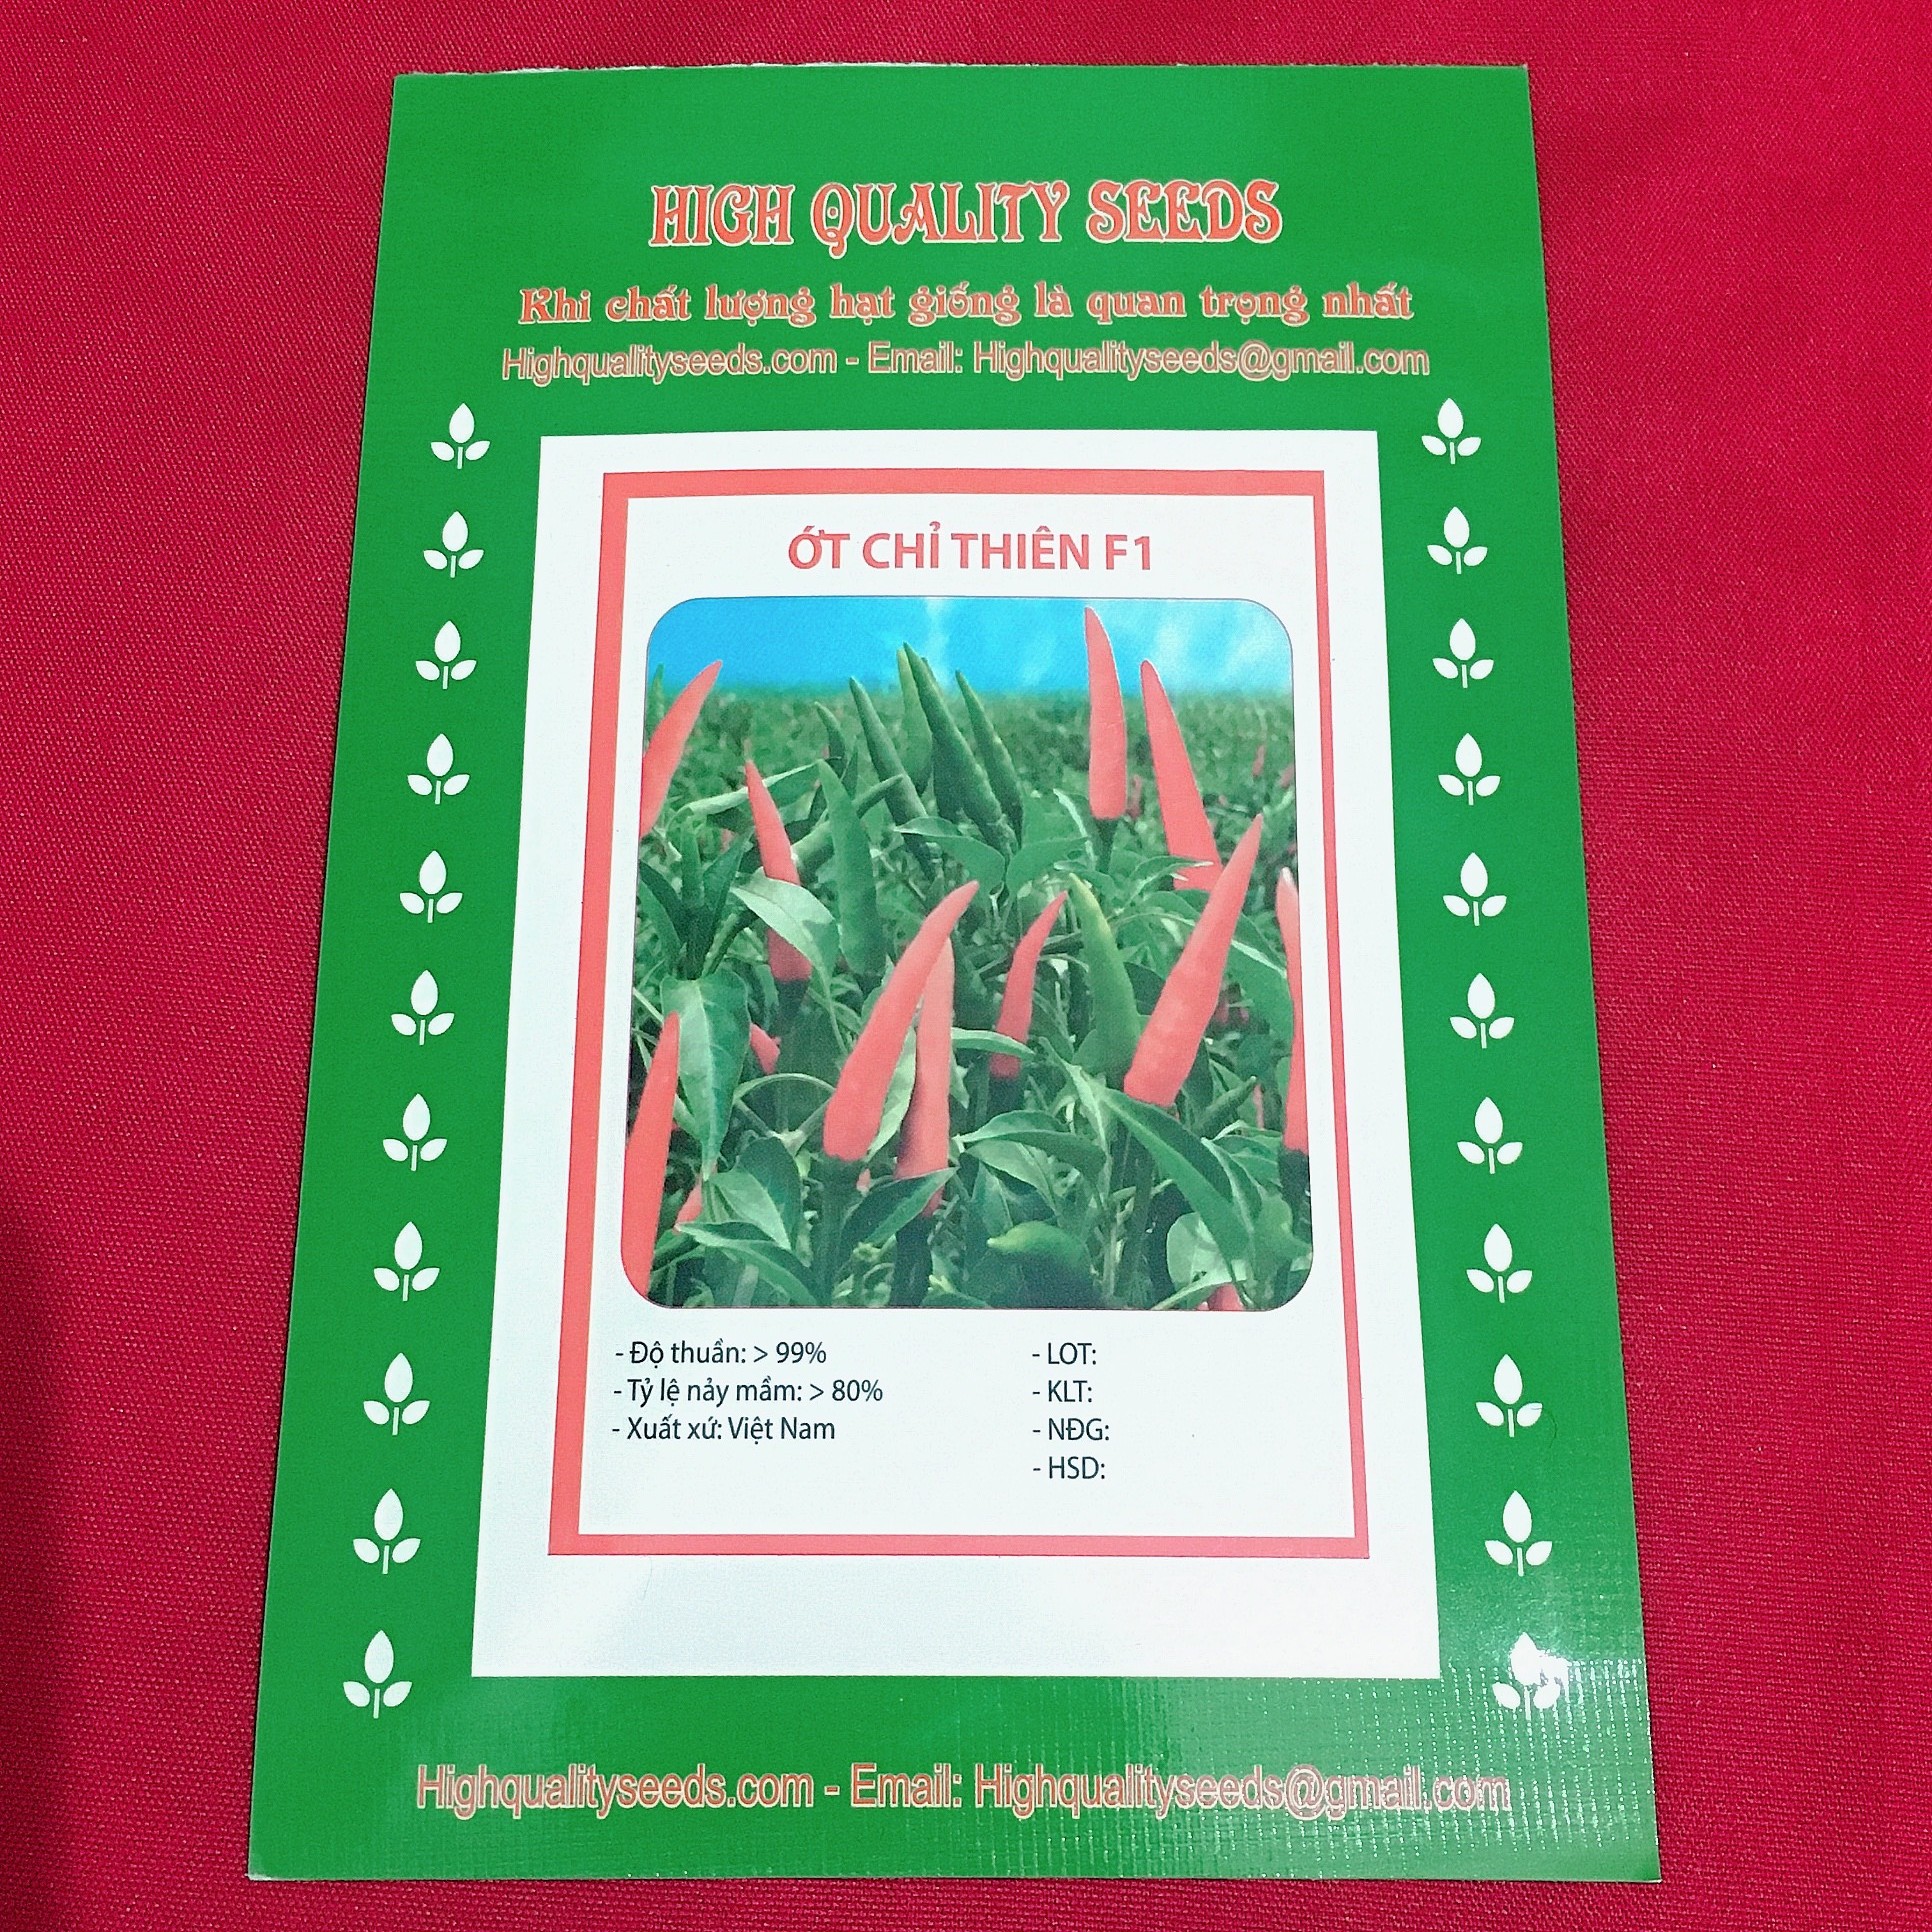 HIGH QUALITY SEEDS
Khi chất lượng hạt giống là quan trọng nhất
Highqualityseeds.com - Email: Highqualityseeds@gmail.com
ỚT CHỈ THIÊN F1
- Độ thuần: > 99%
- Tỷ lệ nảy mầm: > 80%
- Xuất xứ: Việt Nam
- LOT:
- KLT:
- NĐG:
- HSD:
Highqualityseeds.com - Email: Highqualityseeds@gmail.com